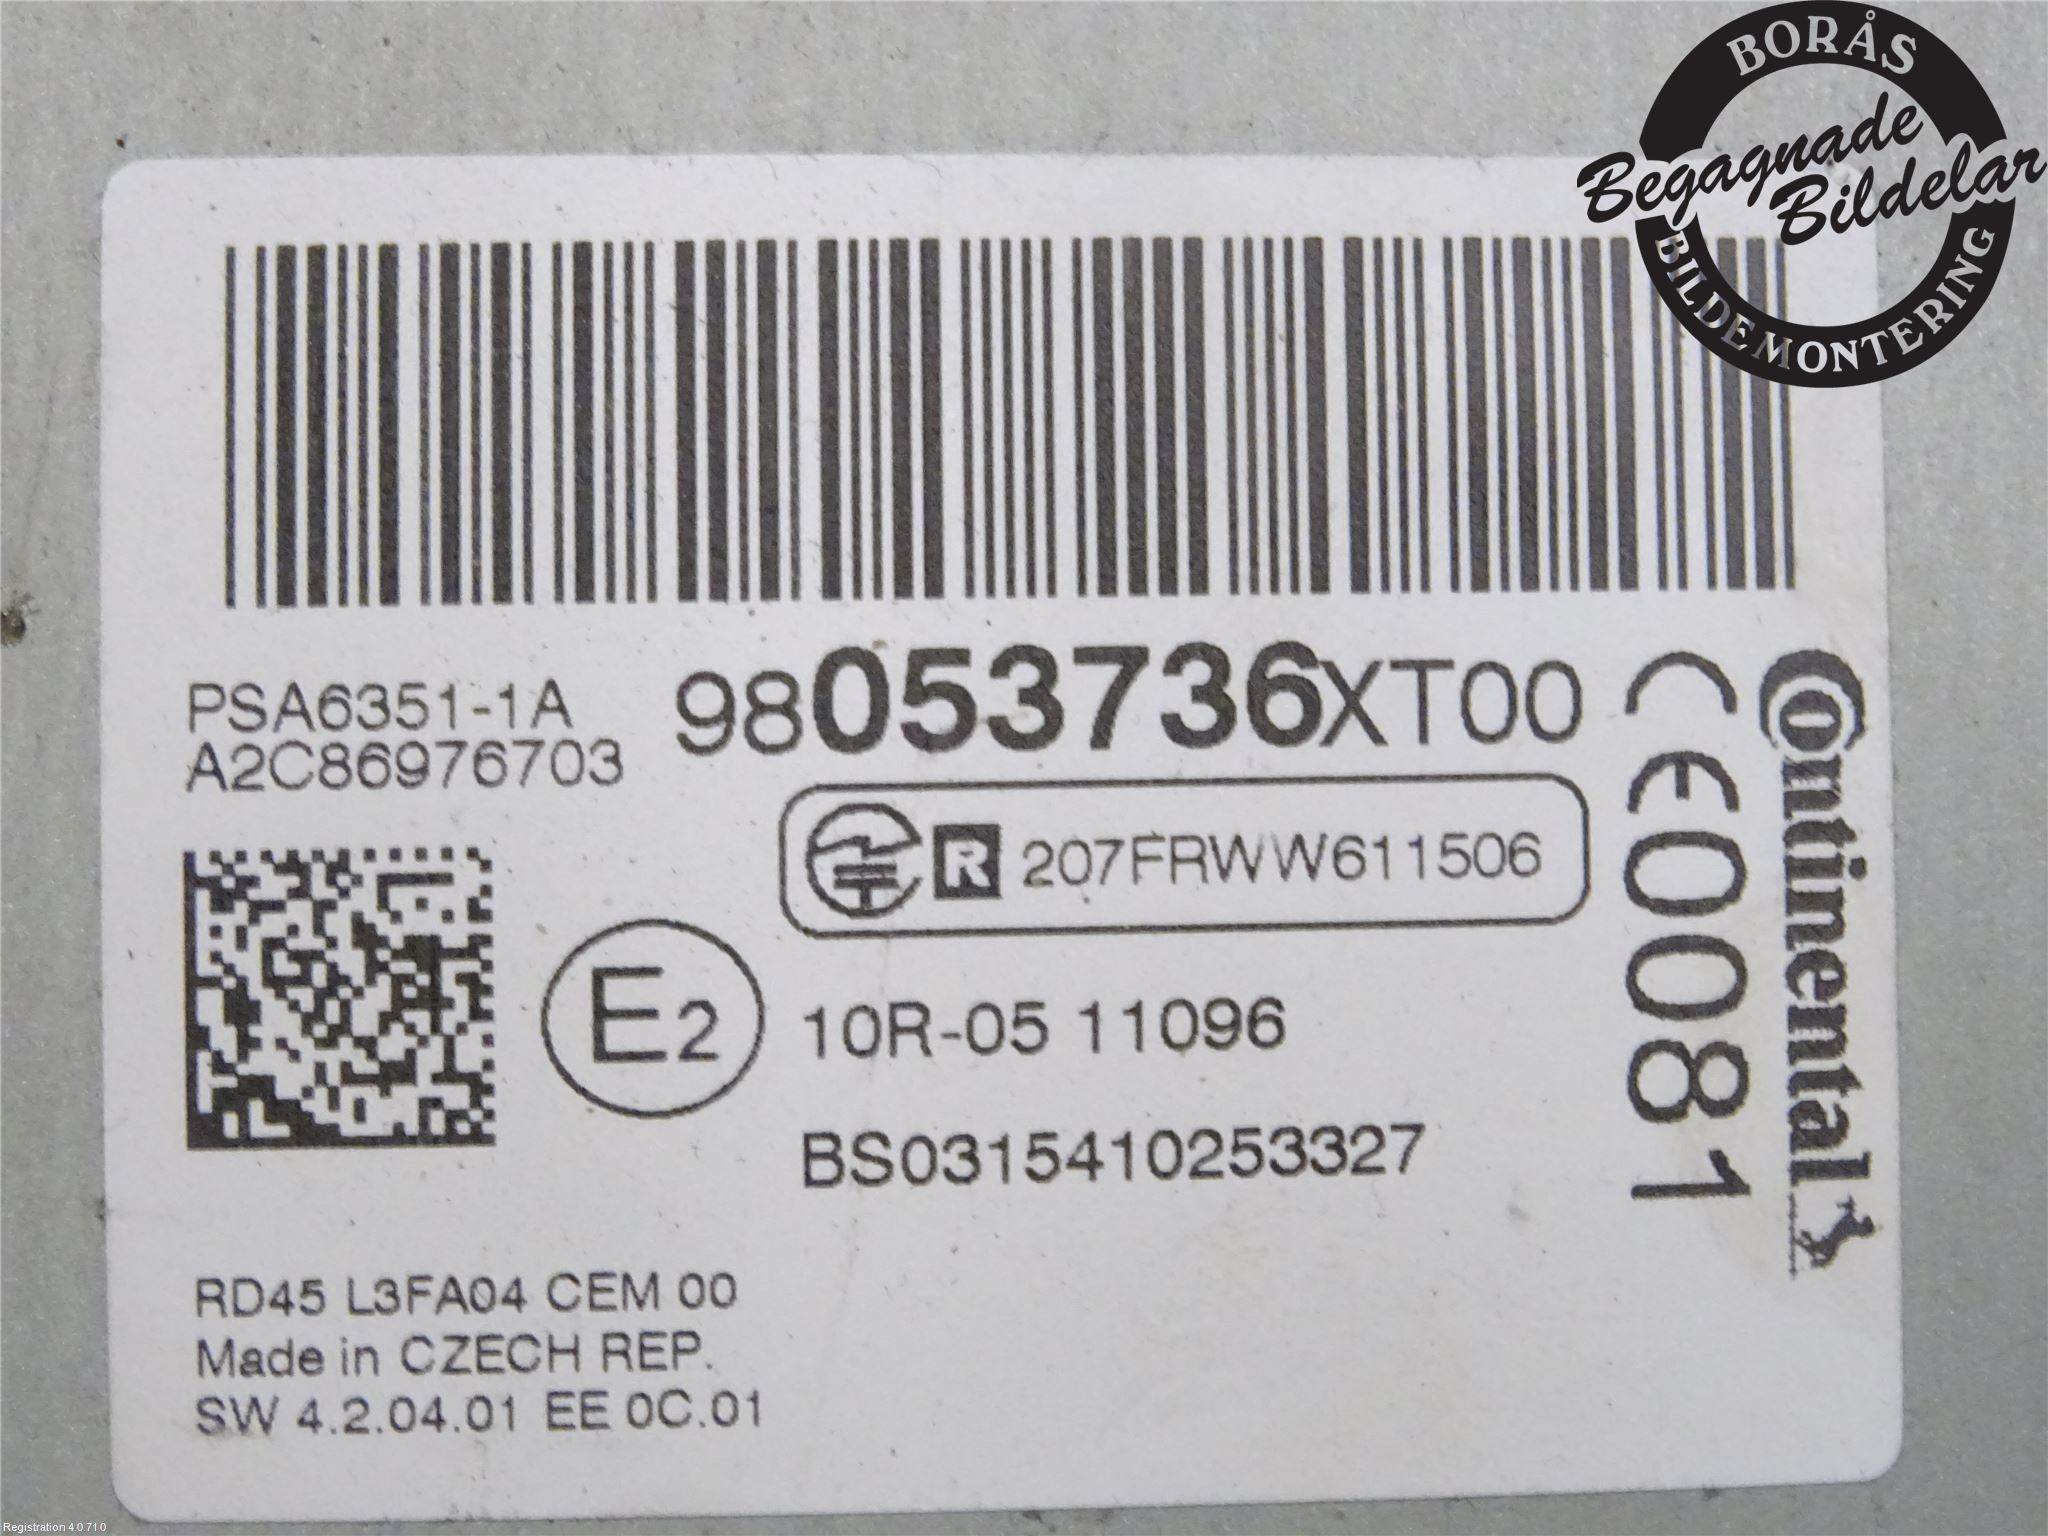 BORÅS
Begagnade
Bildelar
BILDEMONTERING
PSA6351-1A
A2C86976703
98053736XT00
CE0081
Continental
R 207FRWW611506
E2
10R-05 11096
BS0315410253327
RD45 L3FA04 CEM 00
Made in CZECH REP.
SW 4.2.04.01 EE 0C.01
Registration 4.0.71.0